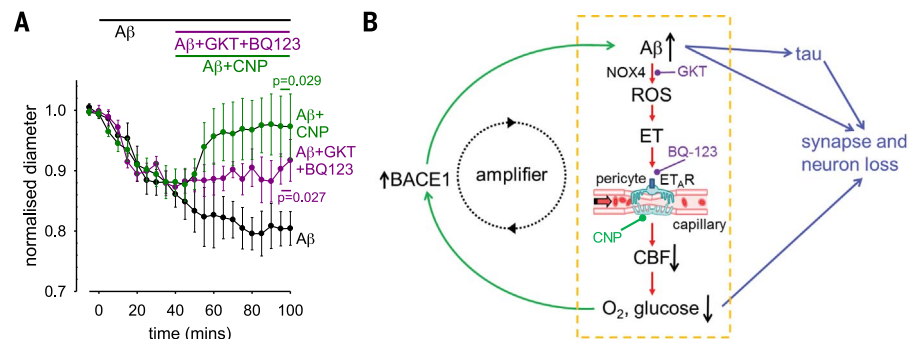 A
Aβ
Aβ+GKT+BQ123
Aβ+CNP
p=0.029
Aβ+
CNP
Aβ+GKT
+BQ123
p=0.027
Aβ
normalised diameter
1.0
0.9
0.8
0.7
0
20
40
60
80
100
time (mins)
B
Aβ
NOX4
GKT
ROS
ET
BQ-123
pericyte
ET_AR
capillary
CNP
CBF
O₂, glucose
BACE1
amplifier
tau
synapse and
neuron loss